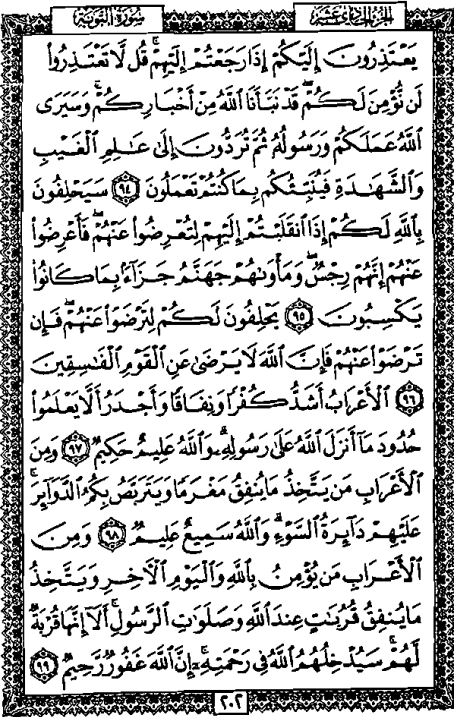 الجزء الحادي عشر
سورة التوبة
يَعْتَذِرُونَ إِلَيْكُمْ إِذَا رَجَعْتُمْ إِلَيْهِمْ ۚ قُل لَّا تَعْتَذِرُوا۟
لَن نُّؤْمِنَ لَكُمْ قَدْ نَبَّأَنَا ٱللَّهُ مِنْ أَخْبَارِكُمْ ۚ وَسَيَرَى
ٱللَّهُ عَمَلَكُمْ وَرَسُولُهُۥ ثُمَّ تُرَدُّونَ إِلَىٰ عَٰلِمِ ٱلْغَيْبِ
وَٱلشَّهَٰدَةِ فَيُنَبِّئُكُم بِمَا كُنتُمْ تَعْمَلُونَ ٩٤ سَيَحْلِفُونَ
بِٱللَّهِ لَكُمْ إِذَا ٱنقَلَبْتُمْ إِلَيْهِمْ لِتُعْرِضُوا۟ عَنْهُمْ ۖ فَأَعْرِضُوا۟
عَنْهُمْ ۖ إِنَّهُمْ رِجْسٌ ۖ وَمَأْوَىٰهُمْ جَهَنَّمُ جَزَآءًۢ بِمَا كَانُوا۟
يَكْسِبُونَ ٩٥ يَحْلِفُونَ لَكُمْ لِتَرْضَوْا۟ عَنْهُمْ ۖ فَإِن
تَرْضَوْا۟ عَنْهُمْ فَإِنَّ ٱللَّهَ لَا يَرْضَىٰ عَنِ ٱلْقَوْمِ ٱلْفَٰسِقِينَ
٩٦ ٱلْأَعْرَابُ أَشَدُّ كُفْرًا وَنِفَاقًا وَأَجْدَرُ أَلَّا يَعْلَمُوا۟
حُدُودَ مَآ أَنزَلَ ٱللَّهُ عَلَىٰ رَسُولِهِۦ ۗ وَٱللَّهُ عَلِيمٌ حَكِيمٌ ٩٧ وَمِنَ
ٱلْأَعْرَابِ مَن يَتَّخِذُ مَا يُنفِقُ مَغْرَمًا وَيَتَرَبَّصُ بِكُمُ ٱلدَّوَآئِرَ ۚ
عَلَيْهِمْ دَآئِرَةُ ٱلسَّوْءِ ۗ وَٱللَّهُ سَمِيعٌ عَلِيمٌ ٩٨ وَمِنَ
ٱلْأَعْرَابِ مَن يُؤْمِنُ بِٱللَّهِ وَٱلْيَوْمِ ٱلْءَاخِرِ وَيَتَّخِذُ
مَا يُنفِقُ قُرُبَٰتٍ عِندَ ٱللَّهِ وَصَلَوَٰتِ ٱلرَّسُولِ ۚ أَلَآ إِنَّهَا قُرْبَةٌ
لَّهُمْ ۚ سَيُدْخِلُهُمُ ٱللَّهُ فِى رَحْمَتِهِۦٓ ۗ إِنَّ ٱللَّهَ غَفُورٌ رَّحِيمٌ ٩٩
٢٠٢